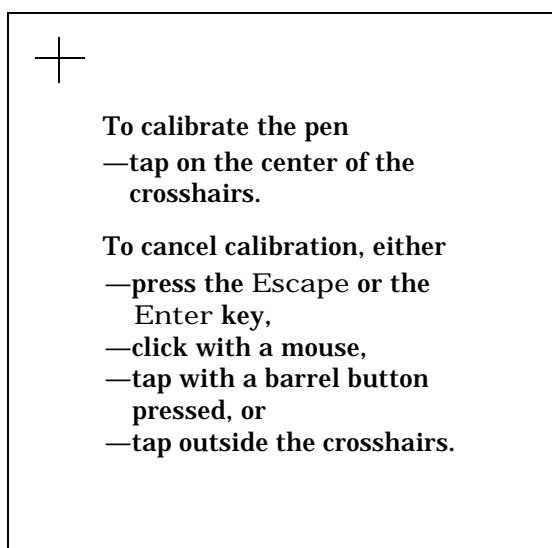 To calibrate the pen
—tap on the center of the
crosshairs.
To cancel calibration, either
—press the Escape or the
Enter key,
—click with a mouse,
—tap with a barrel button
pressed, or
—tap outside the crosshairs.